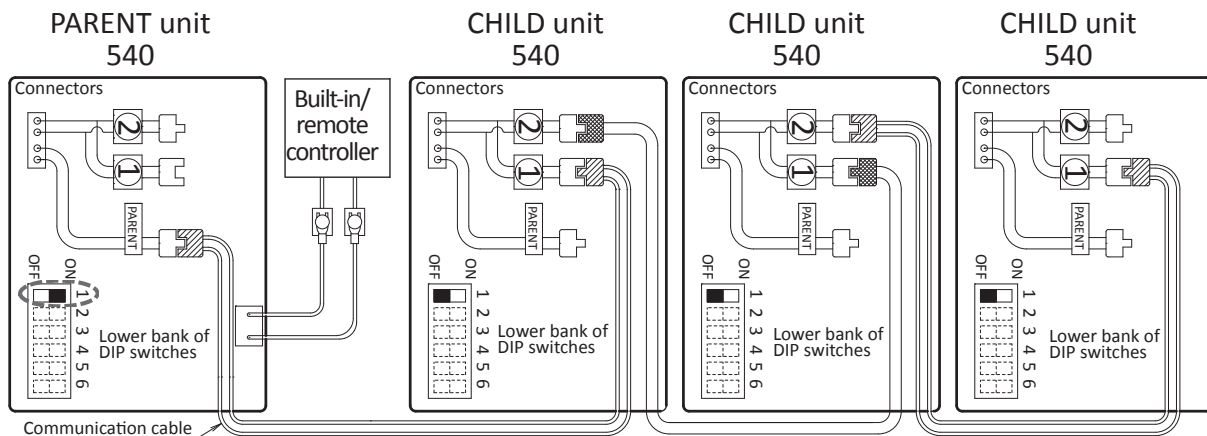 PARENT unit
540
CHILD unit
540
CHILD unit
540
CHILD unit
540
Connectors
2
1
PARENT
OFF
ON
1
2
3
4
5
6
Lower bank of
DIP switches
Built-in/
remote
controller
Connectors
2
1
PARENT
OFF
ON
1
2
3
4
5
6
Lower bank of
DIP switches
Connectors
2
1
PARENT
OFF
ON
1
2
3
4
5
6
Lower bank of
DIP switches
Connectors
2
1
PARENT
OFF
ON
1
2
3
4
5
6
Lower bank of
DIP switches
Communication cable